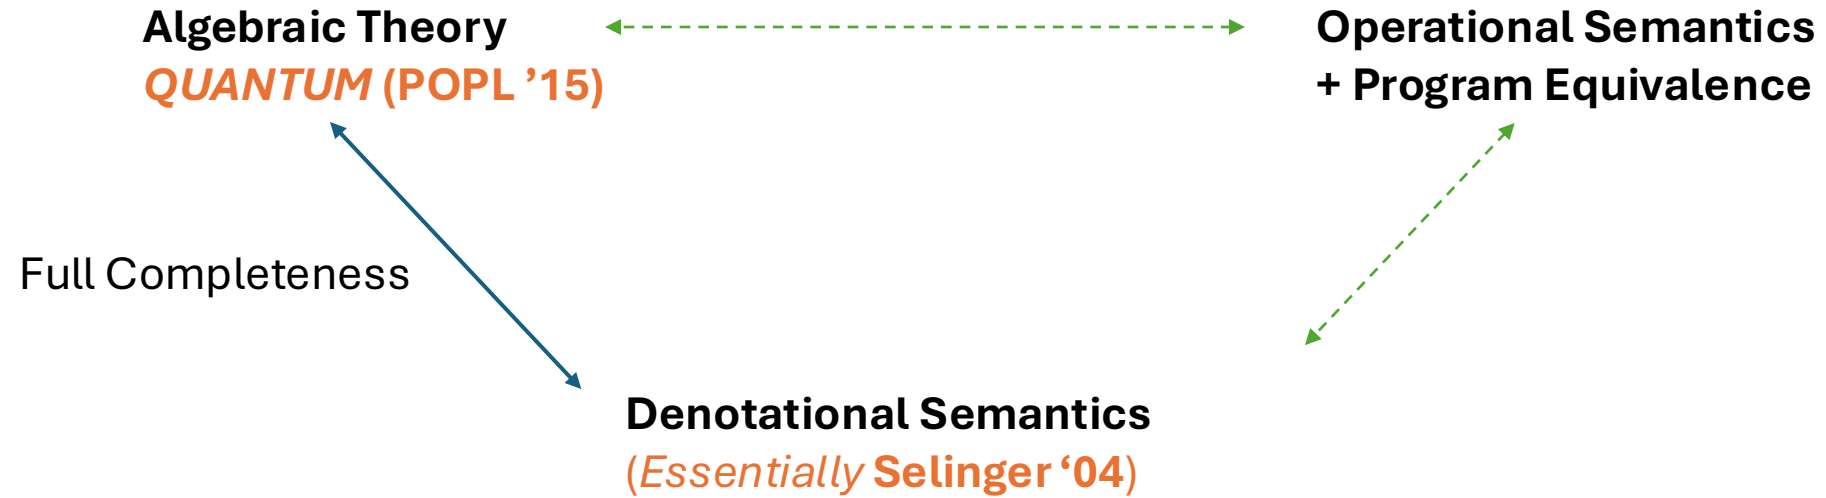 Algebraic Theory
QUANTUM (POPL ’15)
Operational Semantics
+ Program Equivalence
Full Completeness
Denotational Semantics
(Essentially Selinger ‘04)